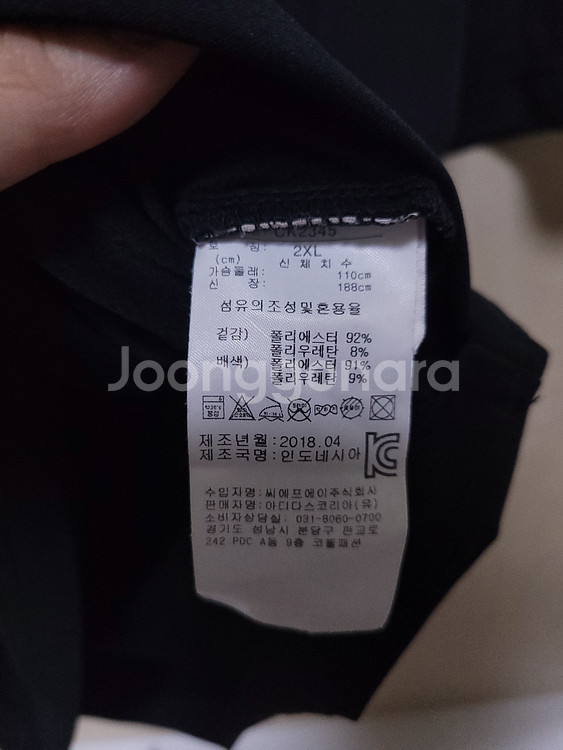 CK2345
호 칭: 2XL
(cm) 신 체 치 수
가슴둘레: 110cm
신 장: 188cm
섬유의조성및혼용율
겉감) 폴리에스터 92%
폴리우레탄 8%
배색) 폴리에스터 91%
폴리우레탄 9%
Joonggonara
제조년월: 2018.04
제조국명: 인도네시아
수입자명: 씨에프에이주식회사
판매자명: 아디다스코리아(유)
소비자상담실: 031-8060-0700
경기도 성남시 분당구 판교로
242 PDC A동 9층 코웰패션